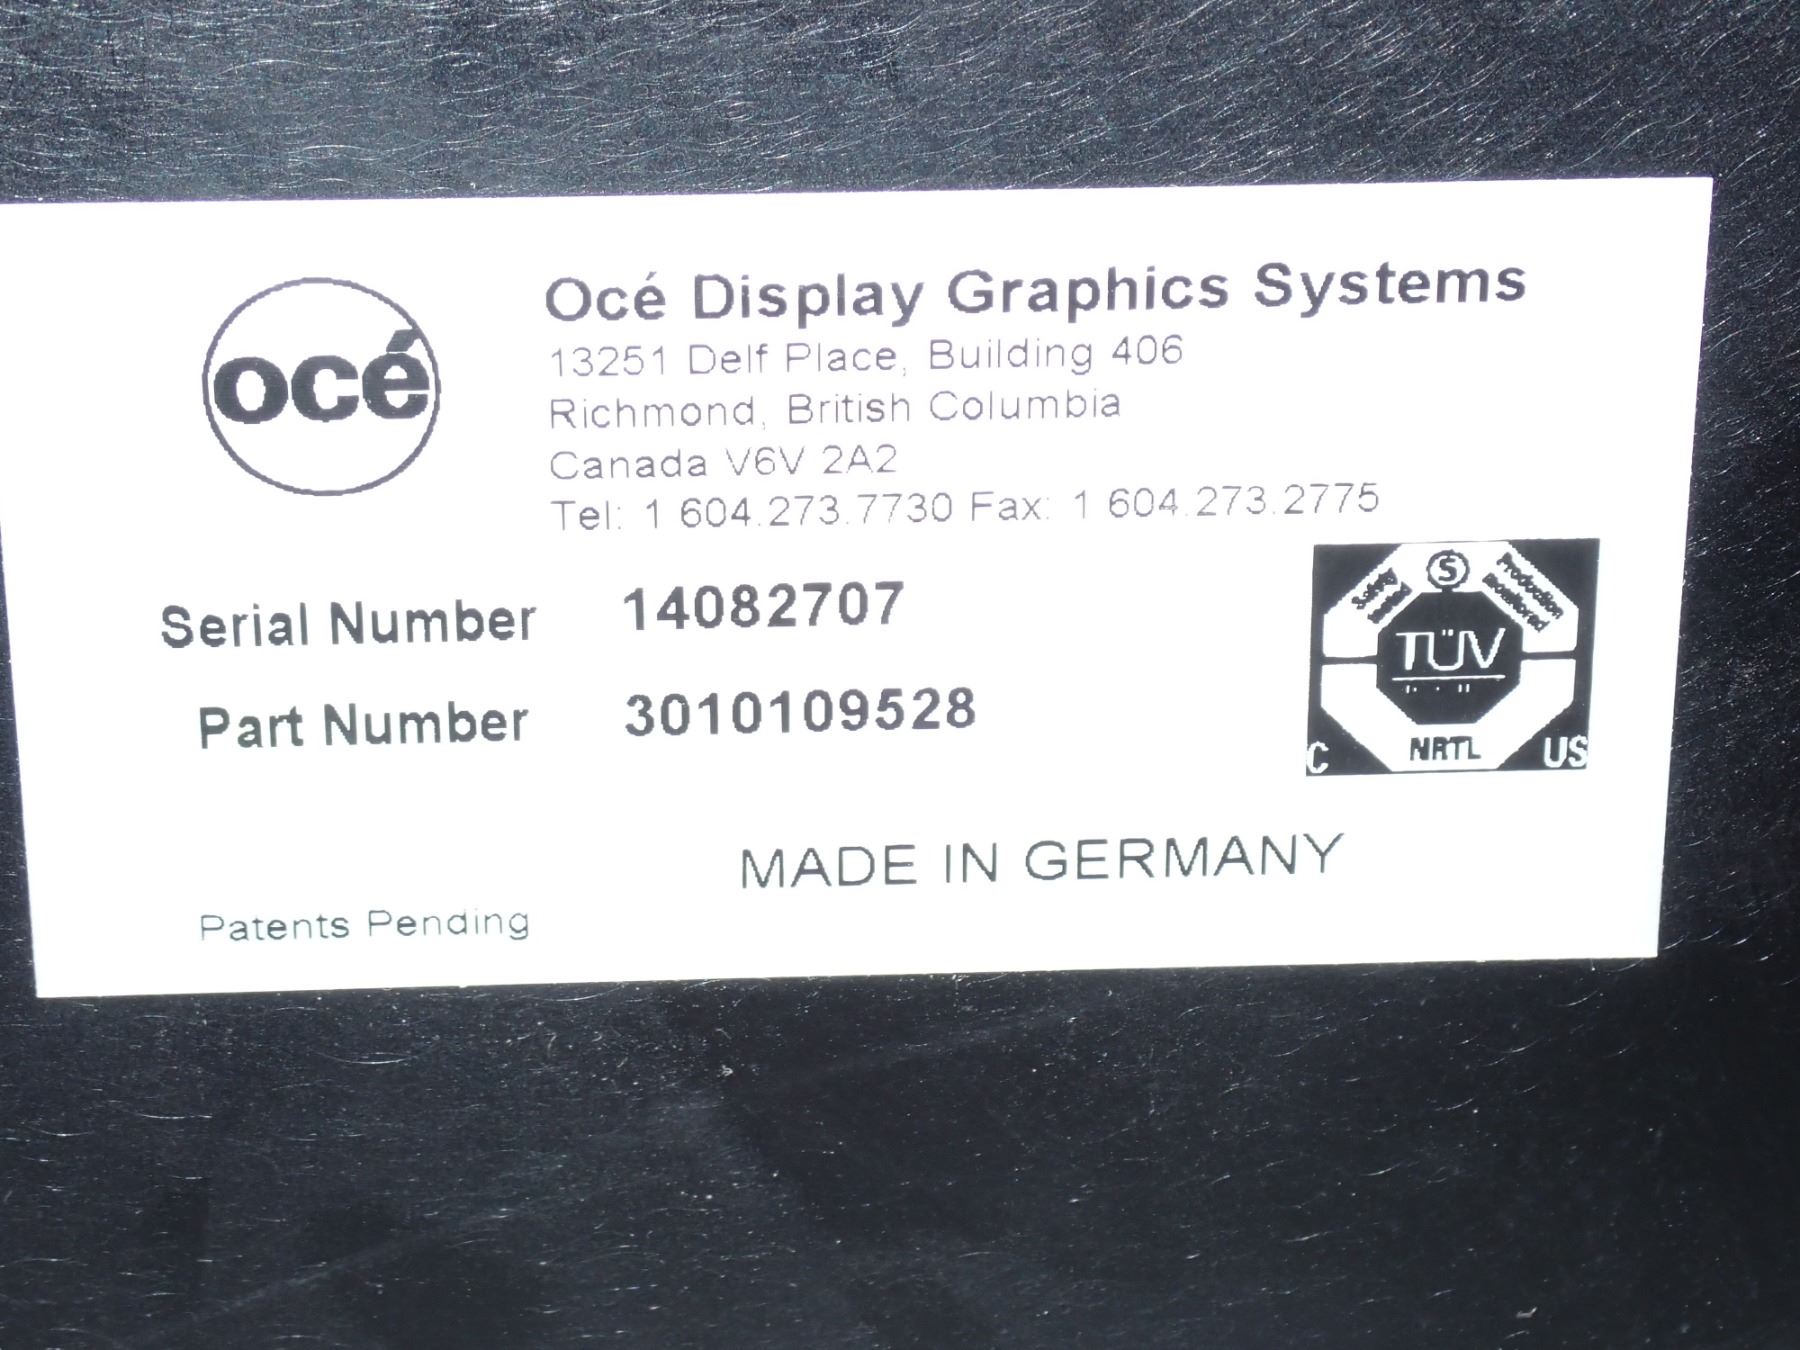 océ
Océ Display Graphics Systems
13251 Delf Place, Building 406
Richmond, British Columbia
Canada V6V 2A2
Tel: 1 604.273.7730 Fax: 1 604.273.2775
Serial Number 14082707
Part Number 3010109528
S
Safety
Production
TÜV
C
NRTL
US
MADE IN GERMANY
Patents Pending